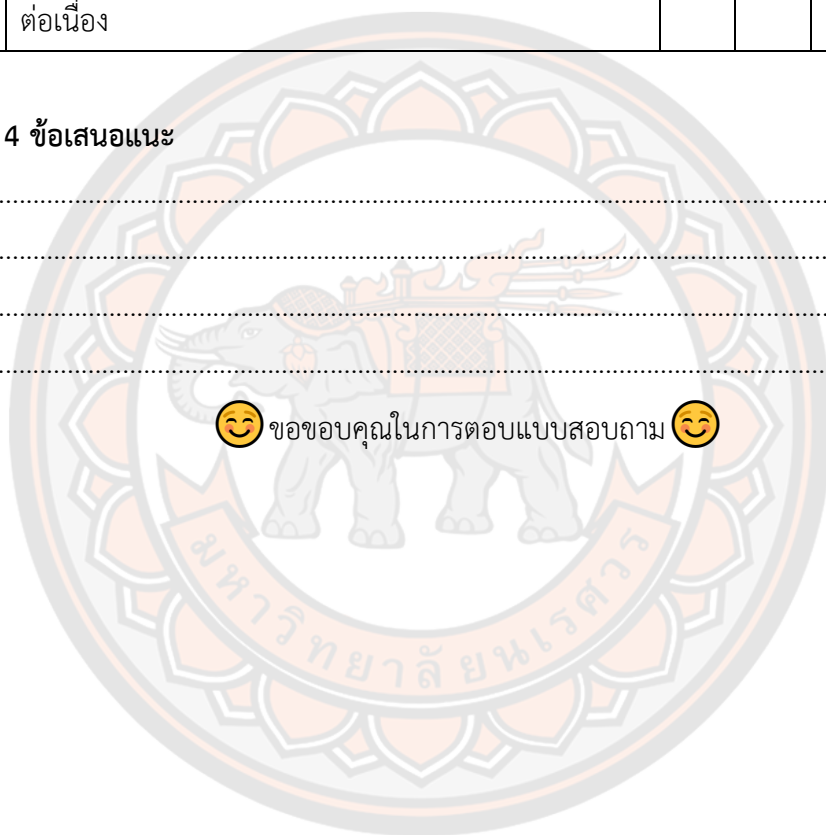 ต่อเนื่อง
4 ข้อเสนอแนะ
ขอขอบคุณในการตอบแบบสอบถาม
มหาวิทยาลัยนเรศวร